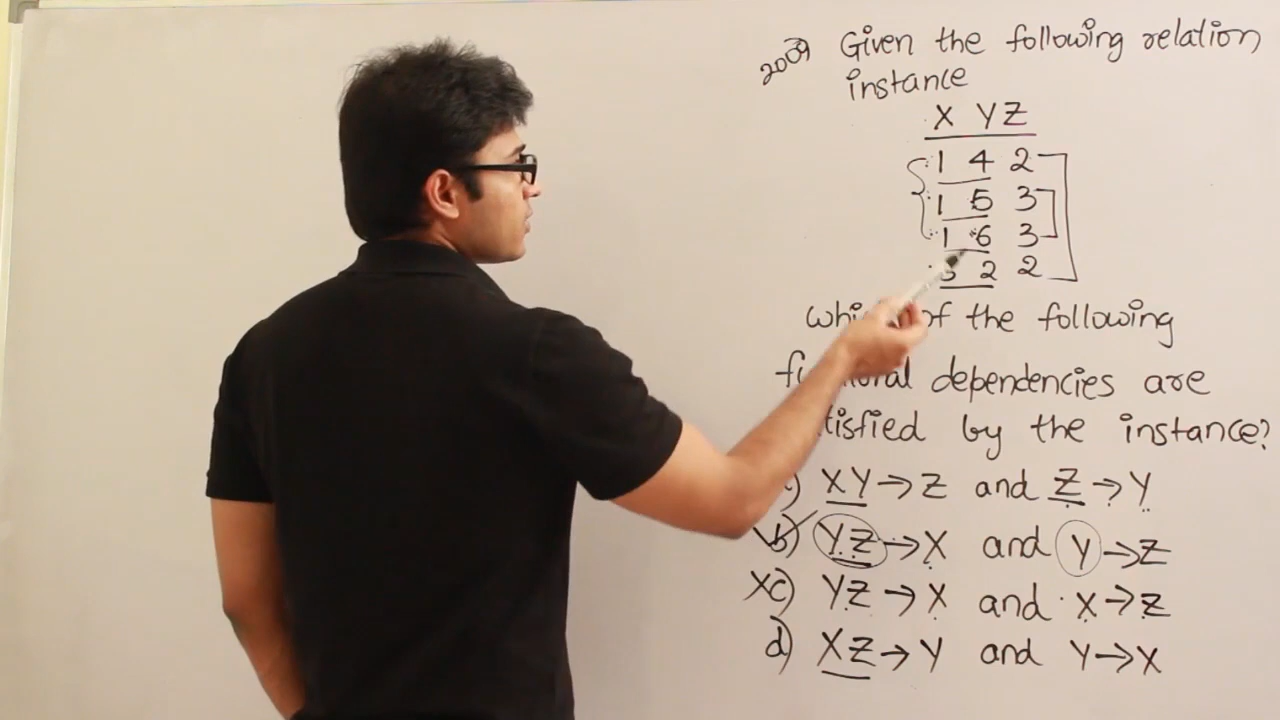 2009 Given the following relation
instance
X Y Z
1 4 2
1 5 3
1 6 3
2 2
of the following
dependencies are
by the instance?
XY→Z and Z→Y
b) YZ→X and Y→Z
Xc) YZ→X and X→Z
d) XZ→Y and Y→X